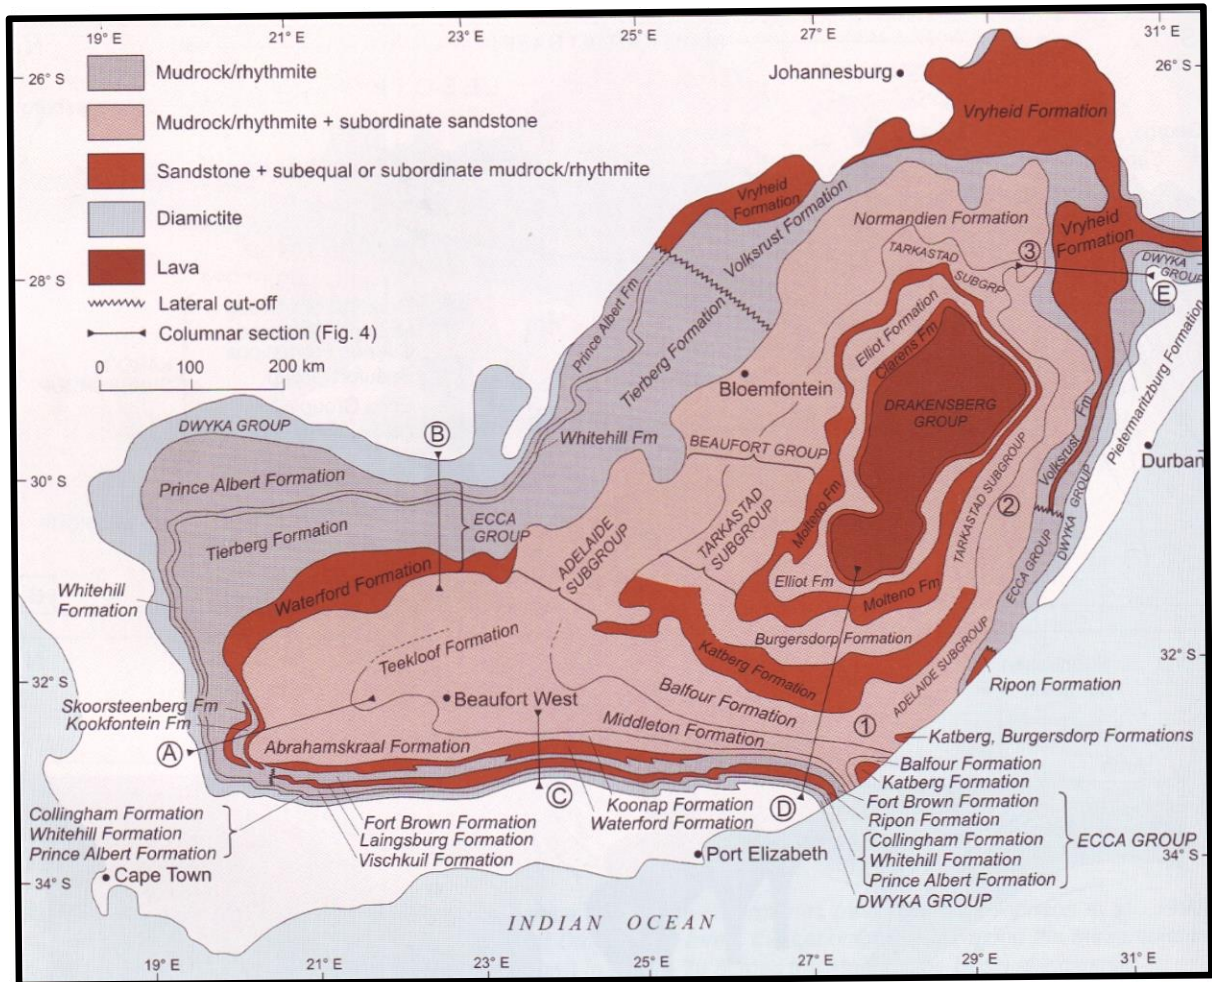 19° E
21° E
23° E
25° E
27° E
29° E
31° E
26° S
26° S
28° S
30° S
32° S
32° S
34° S
34° S
Mudrock/rhythmite
Mudrock/rhythmite + subordinate sandstone
Sandstone + subequal or subordinate mudrock/rhythmite
Diamictite
Lava
Lateral cut-off
Columnar section (Fig. 4)
0 100 200 km
Johannesburg
Vryheid Formation
Vryheid
Formation
Volksrust Formation
Normandien Formation
TARKASTAD
SUBGRP
3
Vryheid
Formation
DWYKA
GROUP
E
Prince Albert Fm
Tierberg Formation
Elliot Formation
Clarens Fm
Bloemfontein
DRAKENSBERG
GROUP
Pietermaritzburg Formation
Volksrust Fm
Durban
DWYKA GROUP
B
Whitehill Fm
BEAUFORT GROUP
Prince Albert Formation
Tierberg Formation
ECCA
GROUP
ADELAIDE
SUBGROUP
TARKASTAD
SUBGROUP
Molteno Fm
TARKASTAD SUBGROUP
2
DWYKA GROUP
ECCA GROUP
Whitehill
Formation
Waterford Formation
Elliot Fm
Molteno Fm
Burgersdorp Formation
Katberg Formation
Teekloof Formation
ADELAIDE SUBGROUP
Ripon Formation
Skoorsteenberg Fm
Kookfontein Fm
Beaufort West
Balfour Formation
Middleton Formation
1
A
Abrahamskraal Formation
Katberg, Burgersdorp Formations
Balfour Formation
Katberg Formation
C
D
Koonap Formation
Waterford Formation
Fort Brown Formation
Ripon Formation
Collingham Formation
Whitehill Formation
Prince Albert Formation
ECCA GROUP
DWYKA GROUP
Collingham Formation
Whitehill Formation
Prince Albert Formation
Fort Brown Formation
Laingsburg Formation
Vischkuil Formation
Port Elizabeth
Cape Town
INDIAN OCEAN
19° E
21° E
23° E
25° E
27° E
29° E
31° E